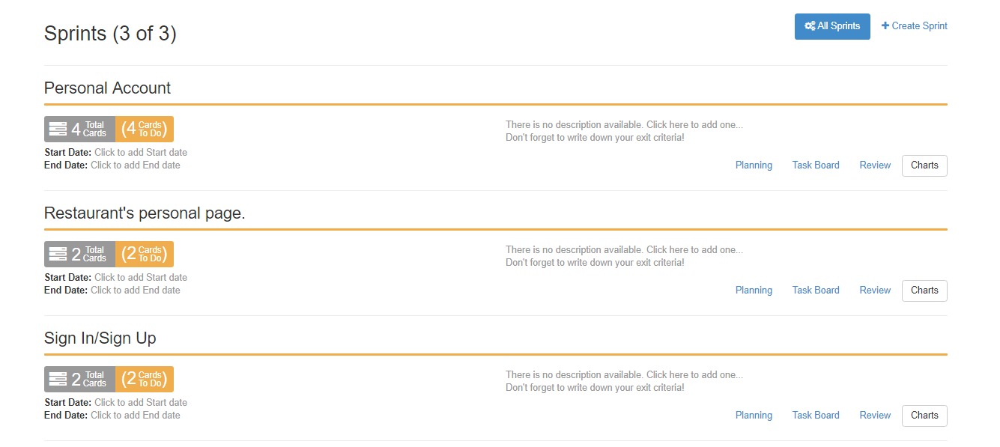 Sprints (3 of 3)
All Sprints
Create Sprint
Personal Account
4 Total Cards (4 Cards To Do)
There is no description available. Click here to add one...
Don't forget to write down your exit criteria!
Start Date: Click to add Start date
End Date: Click to add End date
Planning Task Board Review Charts
Restaurant's personal page.
2 Total Cards (2 Cards To Do)
There is no description available. Click here to add one...
Don't forget to write down your exit criteria!
Start Date: Click to add Start date
End Date: Click to add End date
Planning Task Board Review Charts
Sign In/Sign Up
2 Total Cards (2 Cards To Do)
There is no description available. Click here to add one...
Don't forget to write down your exit criteria!
Start Date: Click to add Start date
End Date: Click to add End date
Planning Task Board Review Charts